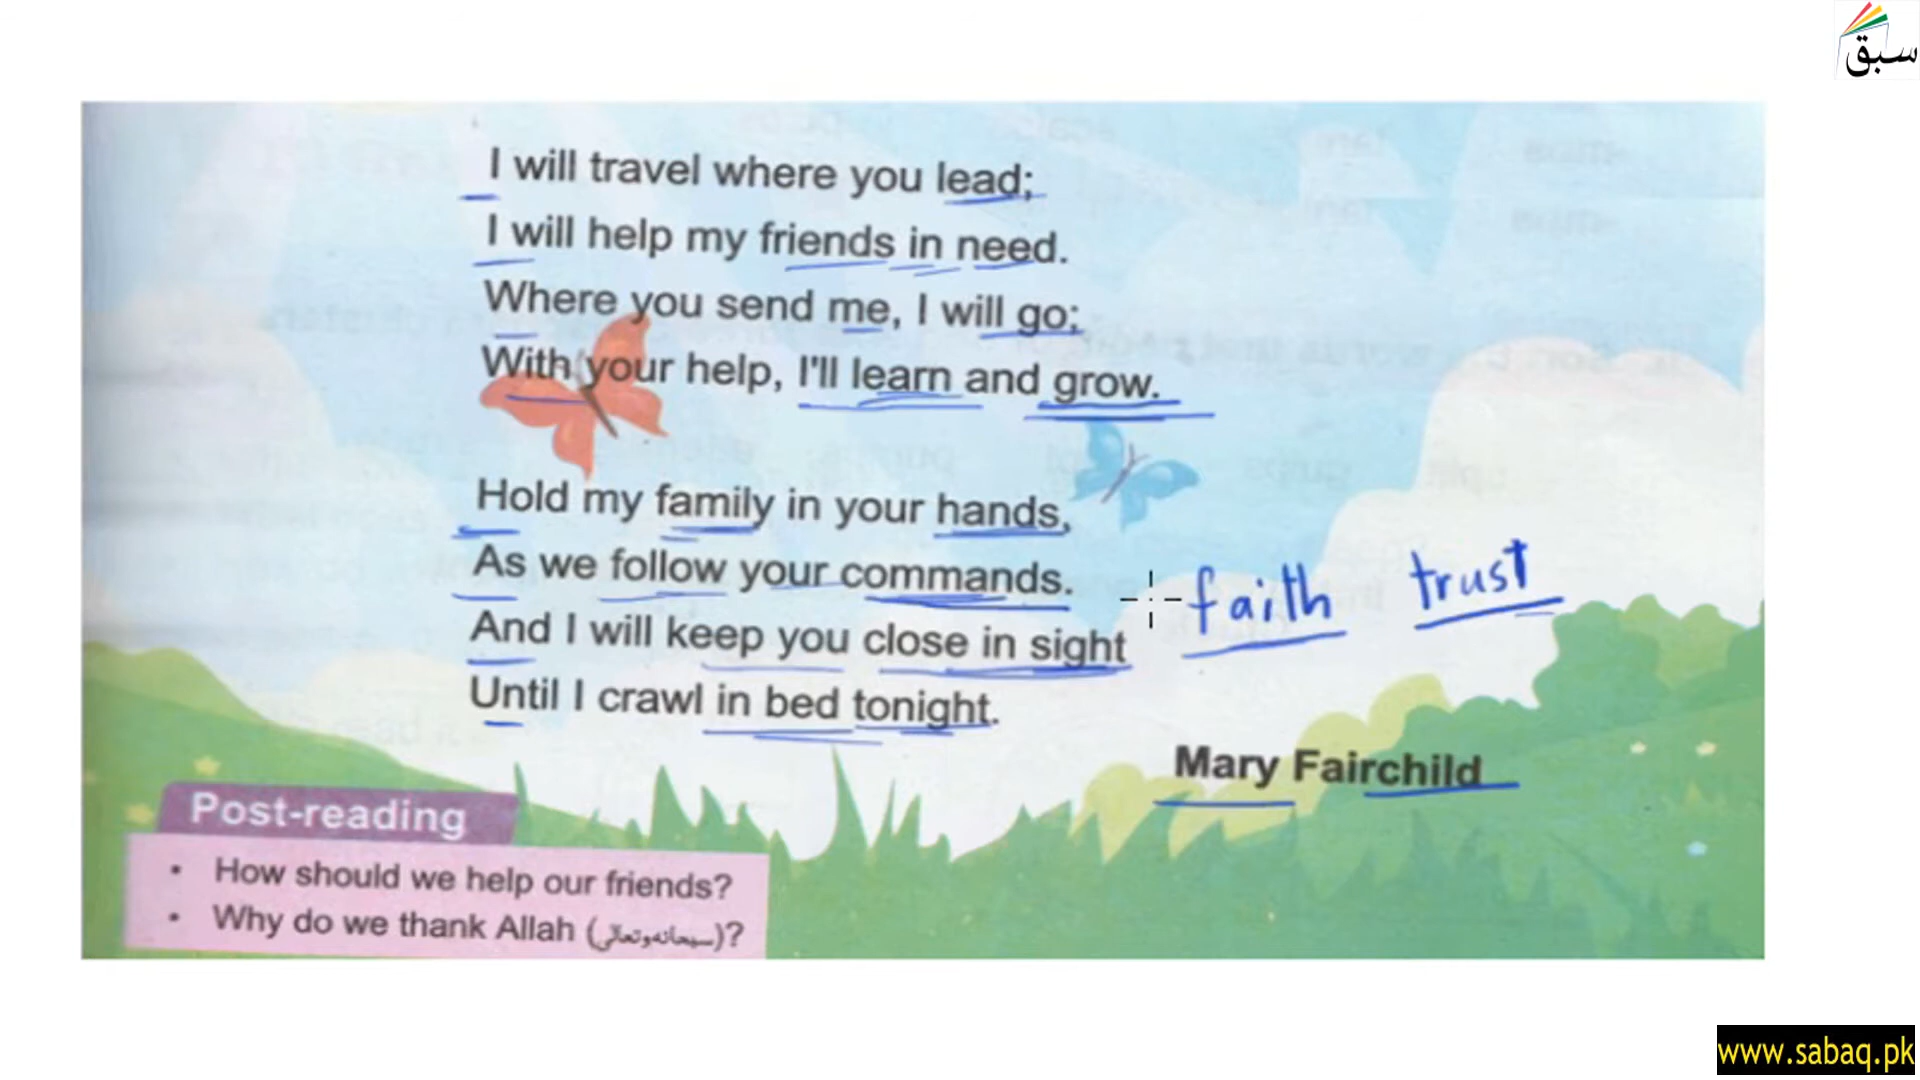 سبق
I will travel where you lead;
I will help my friends in need.
Where you send me, I will go;
With your help, I'll learn and grow.
Hold my family in your hands,
As we follow your commands.
And I will keep you close in sight
Until I crawl in bed tonight.
faith trust
Mary Fairchild
Post-reading
• How should we help our friends?
• Why do we thank Allah (سبحانه وتعالى)?
www.sabaq.pk